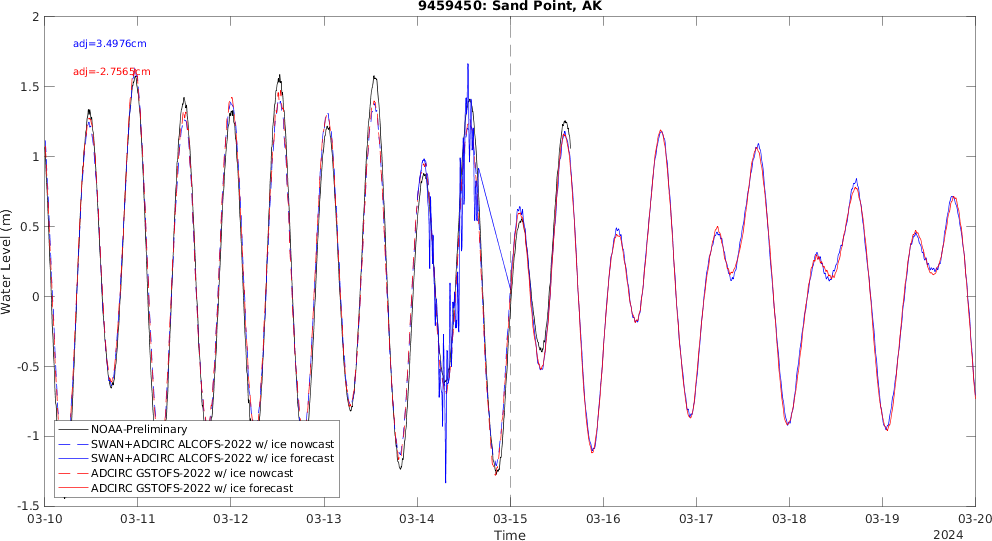 9459450: Sand Point, AK
2
adj=3.4976cm
adj=-2.7565cm
1.5
1
0.5
0
-0.5
-1
-1.5
Water Level (m)
NOAA-Preliminary
SWAN+ADCIRC ALCOFS-2022 w/ ice nowcast
SWAN+ADCIRC ALCOFS-2022 w/ ice forecast
ADCIRC GSTOFS-2022 w/ ice nowcast
ADCIRC GSTOFS-2022 w/ ice forecast
03-10 03-11 03-12 03-13 03-14 03-15 03-16 03-17 03-18 03-19 03-20
Time
2024